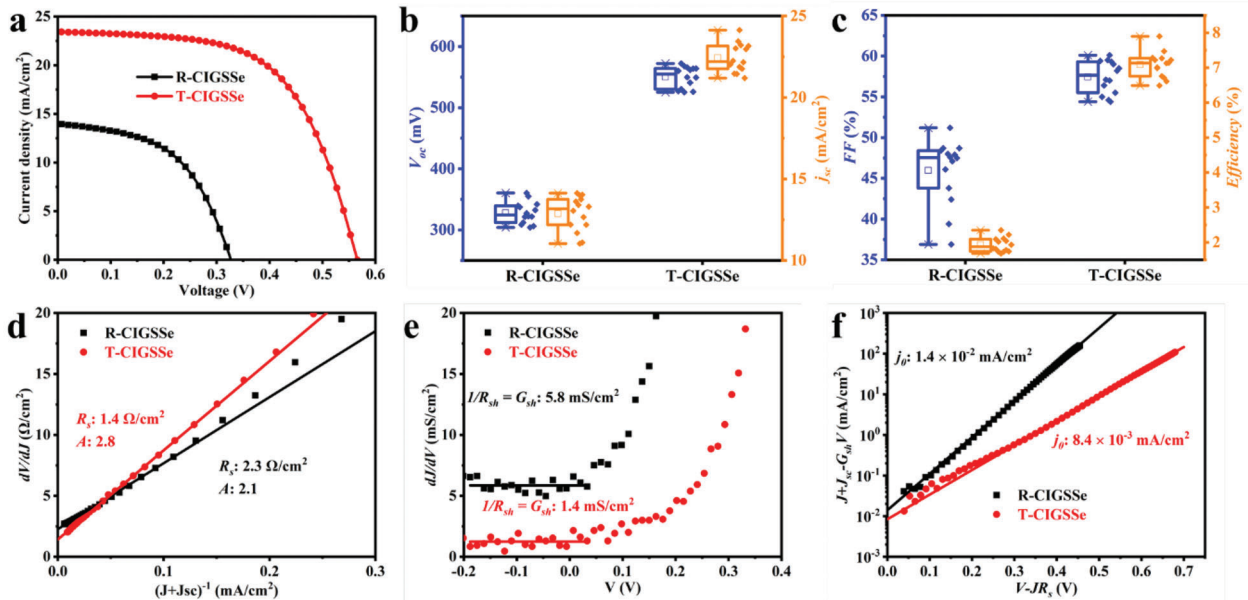 a
Current density (mA/cm²)
25
20
15
10
5
0
0.0
0.1
0.2
0.3
0.4
0.5
0.6
Voltage (V)
R-CIGSSe
T-CIGSSe
b
Voc (mV)
600
550
500
450
400
350
300
R-CIGSSe
T-CIGSSe
25
20
15
10
jsc (mA/cm²)
c
FF (%)
65
60
55
50
45
40
35
R-CIGSSe
T-CIGSSe
8
7
6
5
4
3
2
Efficiency (%)
d
dV/dJ (Ω/cm²)
20
15
10
5
0
0.0
0.1
0.2
0.3
(J+Jsc)⁻¹ (mA/cm²)
R-CIGSSe
T-CIGSSe
Rs: 1.4 Ω/cm²
A: 2.8
Rs: 2.3 Ω/cm²
A: 2.1
e
dJ/dV (mS/cm²)
20
15
10
5
0
-0.2
-0.1
0.0
0.1
0.2
0.3
0.4
V (V)
R-CIGSSe
T-CIGSSe
1/Rsh = Gsh: 5.8 mS/cm²
1/Rsh = Gsh: 1.4 mS/cm²
f
J+Jsc-GshV (mA/cm²)
10³
10²
10¹
10⁰
10⁻¹
10⁻²
10⁻³
0.0
0.1
0.2
0.3
0.4
0.5
0.6
0.7
V-JRs (V)
j0: 1.4 × 10⁻² mA/cm²
j0: 8.4 × 10⁻³ mA/cm²
R-CIGSSe
T-CIGSSe